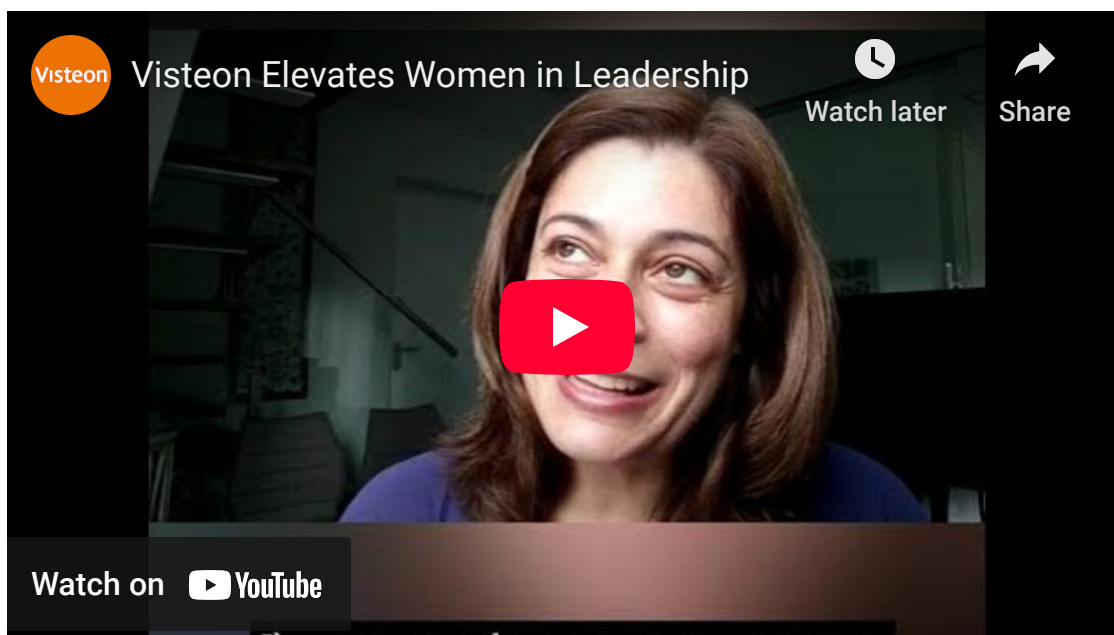 Visteon
Visteon Elevates Women in Leadership
Watch later
Share
Watch on YouTube